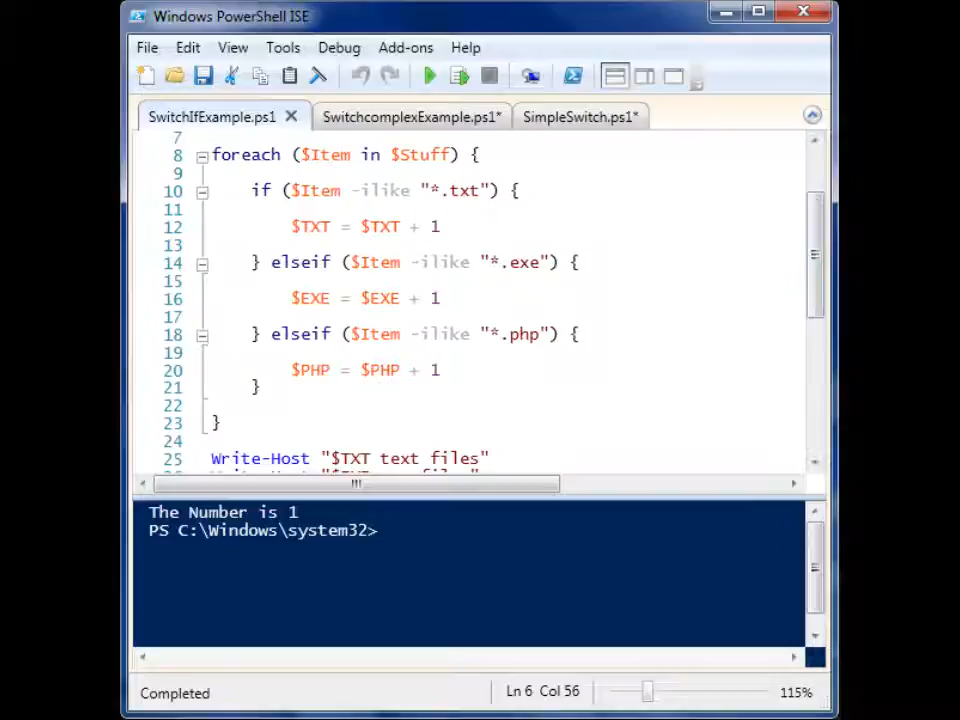 Windows PowerShell ISE
File Edit View Tools Debug Add-ons Help
SwitchIfExample.ps1 SwitchcomplexExample.ps1* SimpleSwitch.ps1*
7
8 foreach ($Item in $Stuff) {
9
10 if ($Item -ilike "*.txt") {
11
12 $TXT = $TXT + 1
13
14 } elseif ($Item -ilike "*.exe") {
15
16 $EXE = $EXE + 1
17
18 } elseif ($Item -ilike "*.php") {
19
20 $PHP = $PHP + 1
21 }
22
23 }
24
25 Write-Host "$TXT text files"
The Number is 1
PS C:\Windows\system32>
Completed Ln 6 Col 56 115%